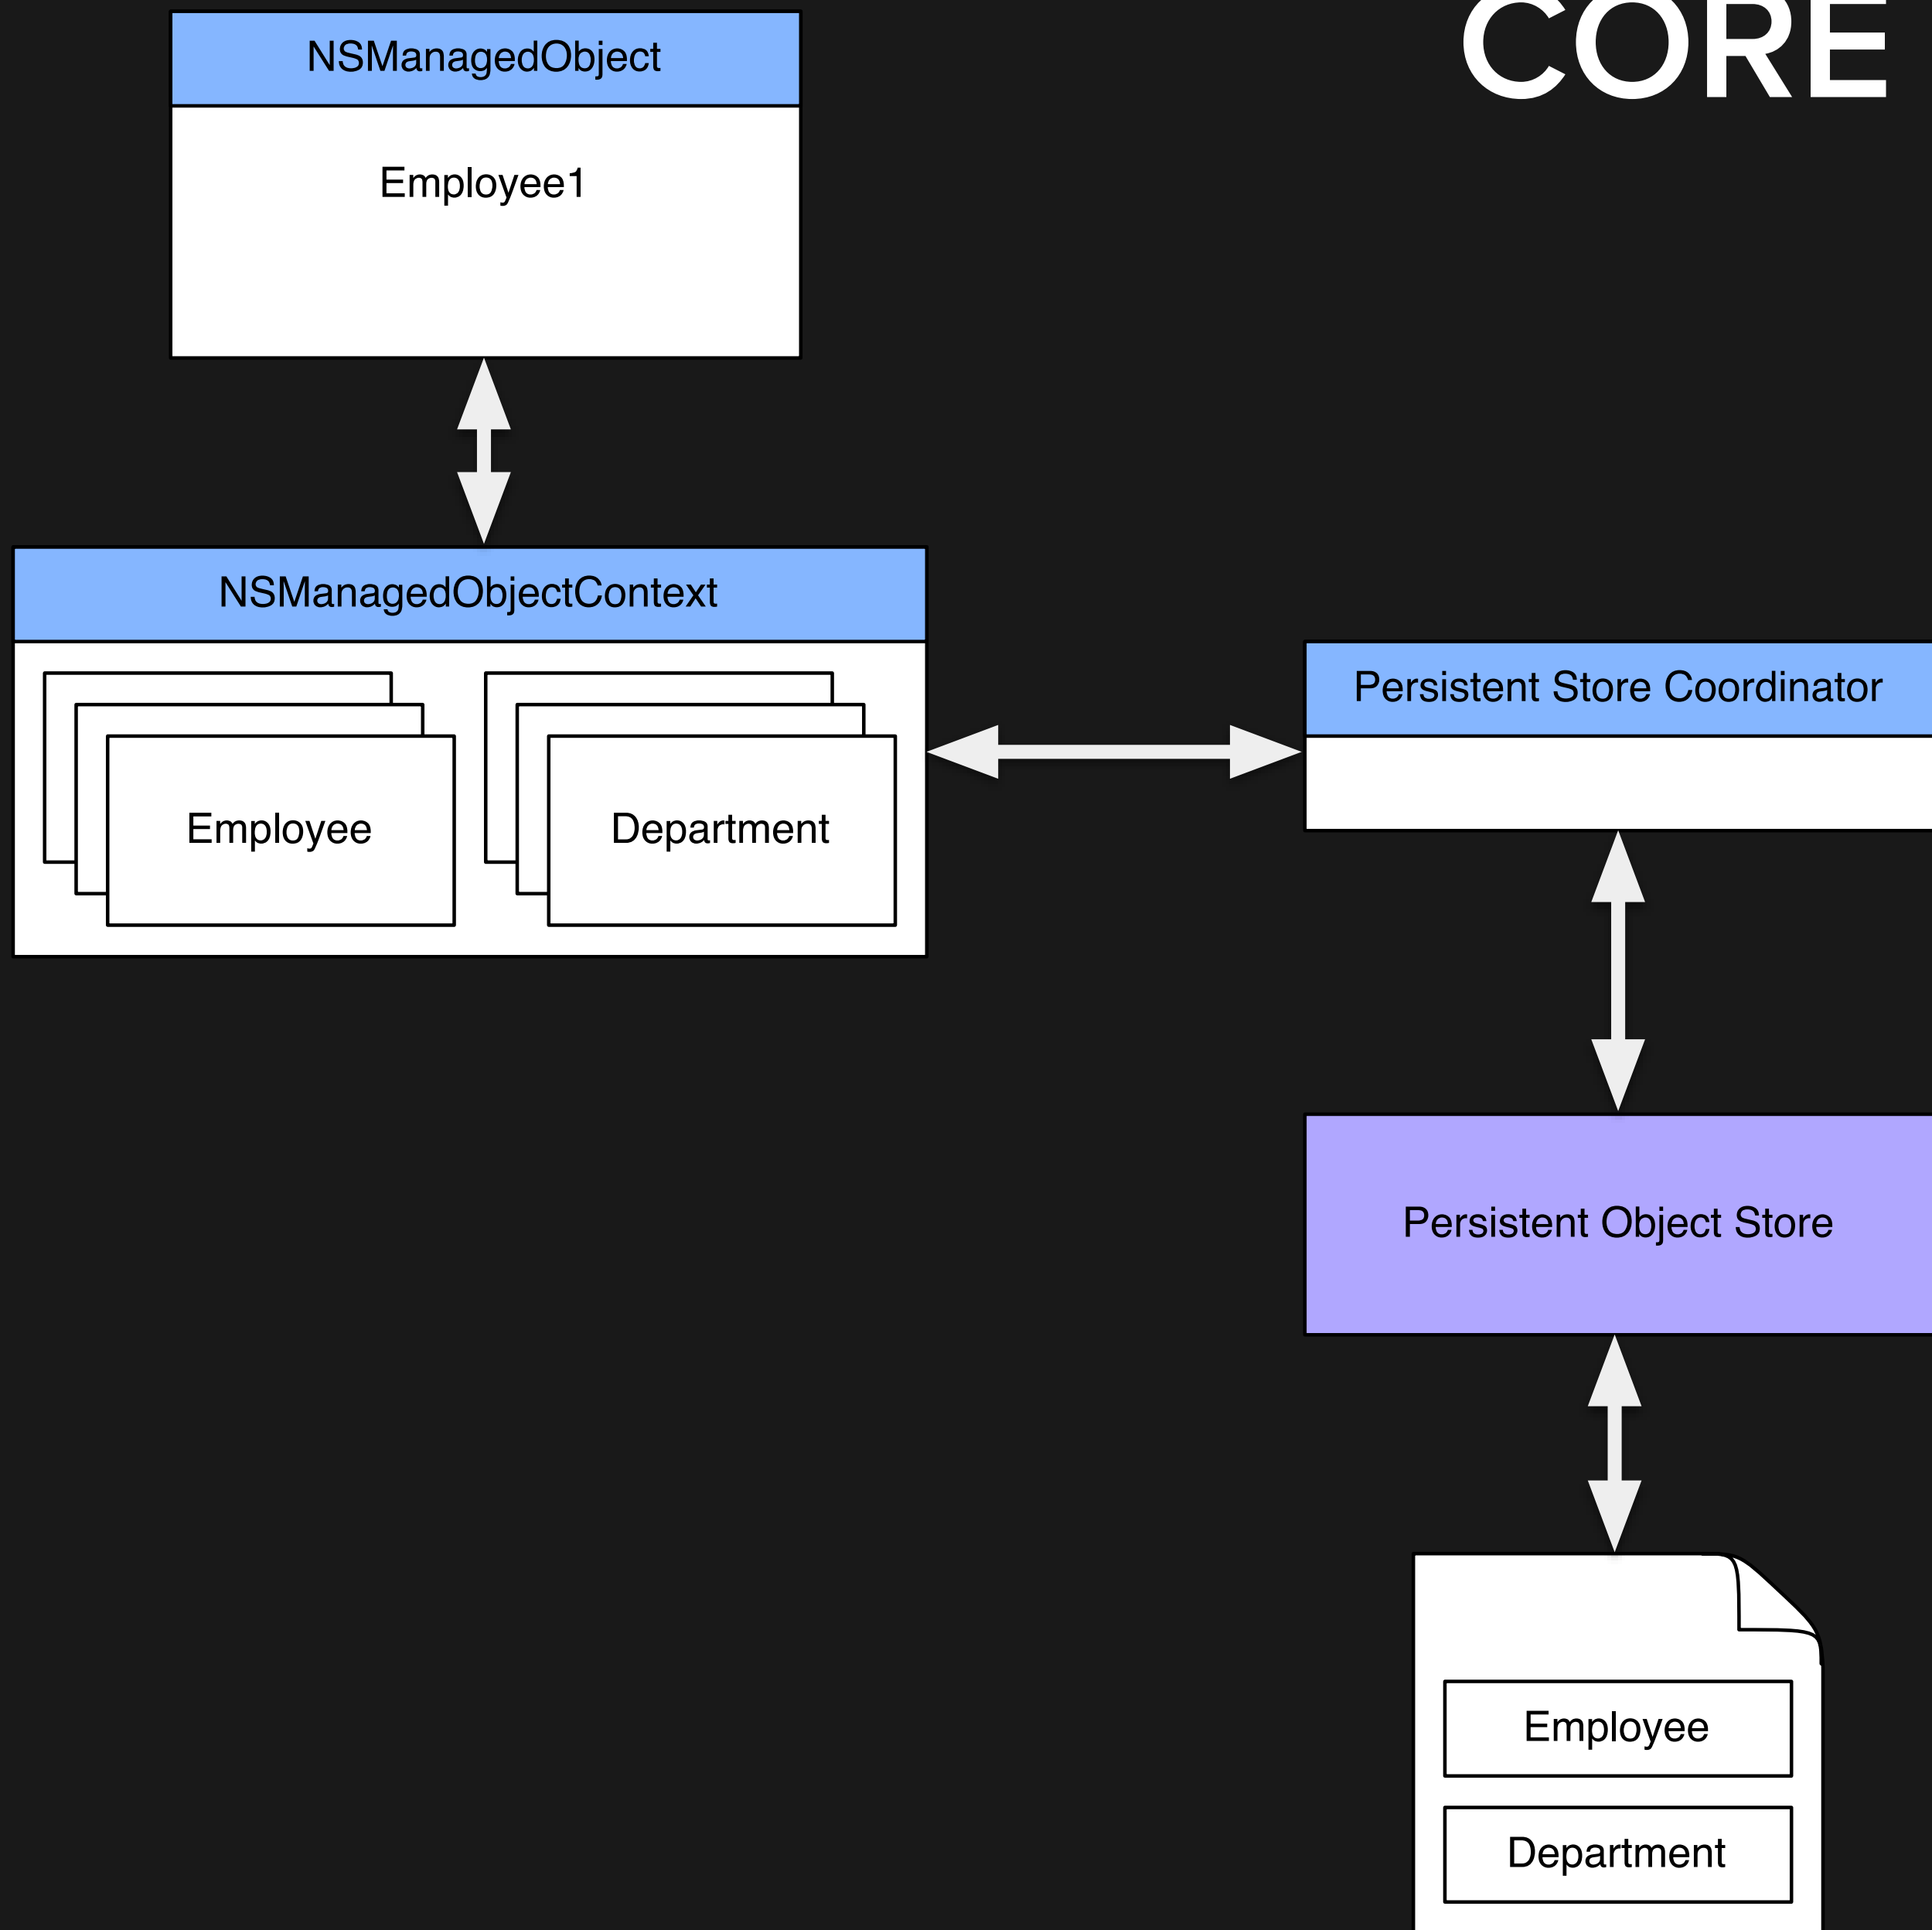 CORE
NSManagedObject
Employee1
NSManagedObjectContext
Employee
Department
Persistent Store Coordinator
Persistent Object Store
Employee
Department